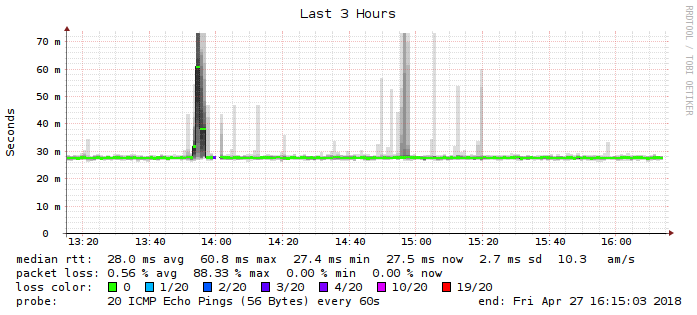 Last 3 Hours
RRDTOOL / TOBI OETIKER
Seconds
70 m
60 m
50 m
40 m
30 m
20 m
10 m
0
13:20 13:40 14:00 14:20 14:40 15:00 15:20 15:40 16:00
median rtt: 28.0 ms avg 60.8 ms max 27.4 ms min 27.5 ms now 2.7 ms sd 10.3 am/s
packet loss: 0.56 % avg 88.33 % max 0.00 % min 0.00 % now
loss color: 0 1/20 2/20 3/20 4/20 10/20 19/20
probe: 20 ICMP Echo Pings (56 Bytes) every 60s end: Fri Apr 27 16:15:03 2018